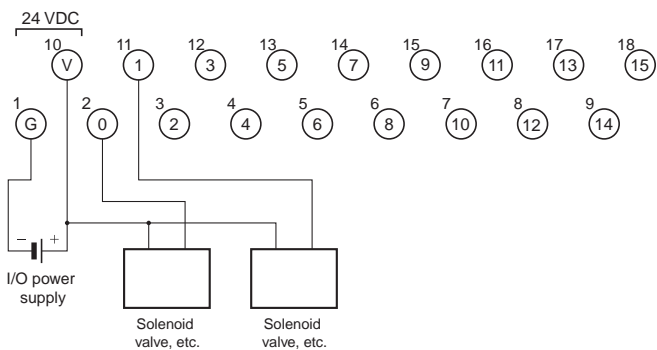 24 VDC
10 11 12 13 14 15 16 17 18
V 1 3 5 7 9 11 13 15
1 2 3 4 5 6 7 8 9
G 0 2 4 6 8 10 12 14
− +
I/O power
supply
Solenoid
valve, etc.
Solenoid
valve, etc.